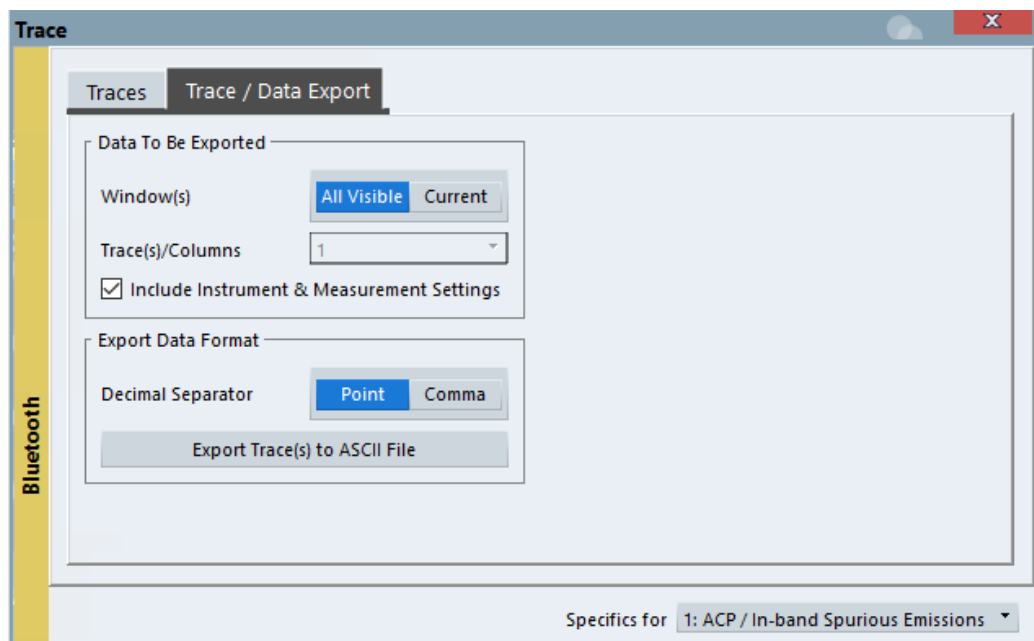 Trace
X
Traces
Trace / Data Export
Data To Be Exported
Window(s)
All Visible
Current
Trace(s)/Columns
1
Include Instrument & Measurement Settings
Export Data Format
Decimal Separator
Point
Comma
Export Trace(s) to ASCII File
Bluetooth
Specifics for
1: ACP / In-band Spurious Emissions